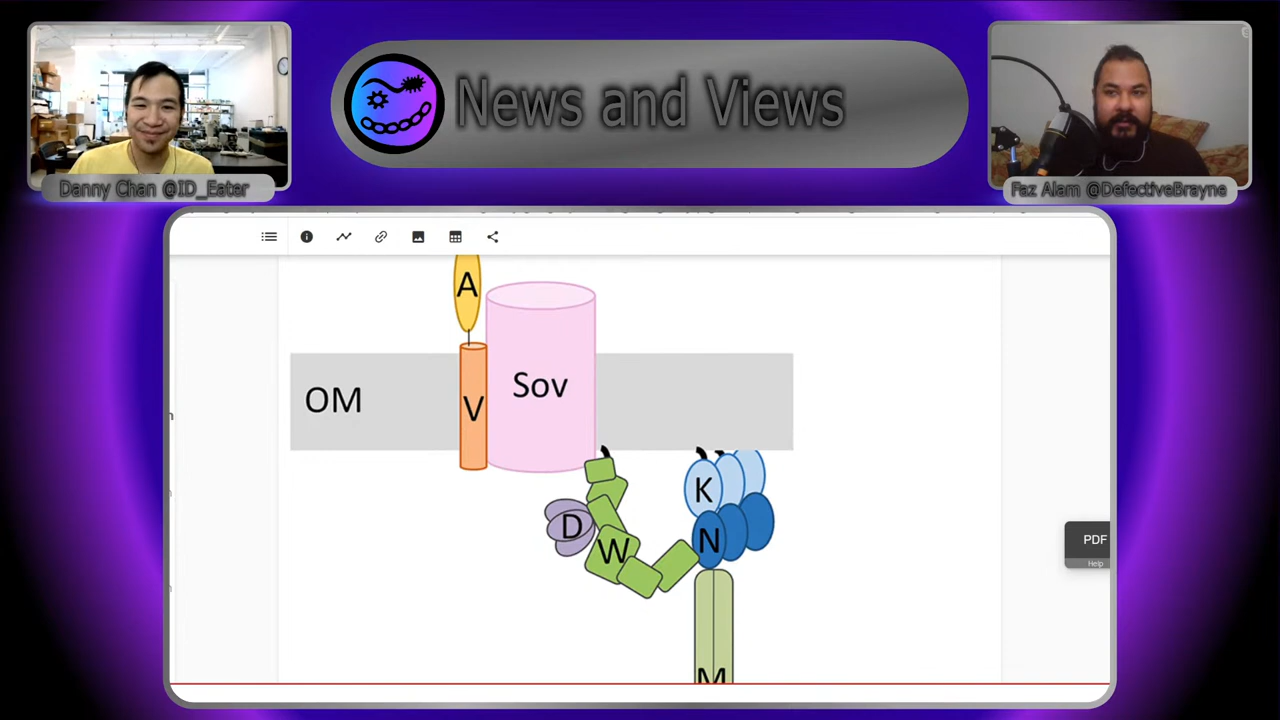 News and Views
Danny Chan @ID_Eater
Faz Alam @DefectiveBrayne
A
Sov
OM
V
K
D
N
W
PDF
Help
M